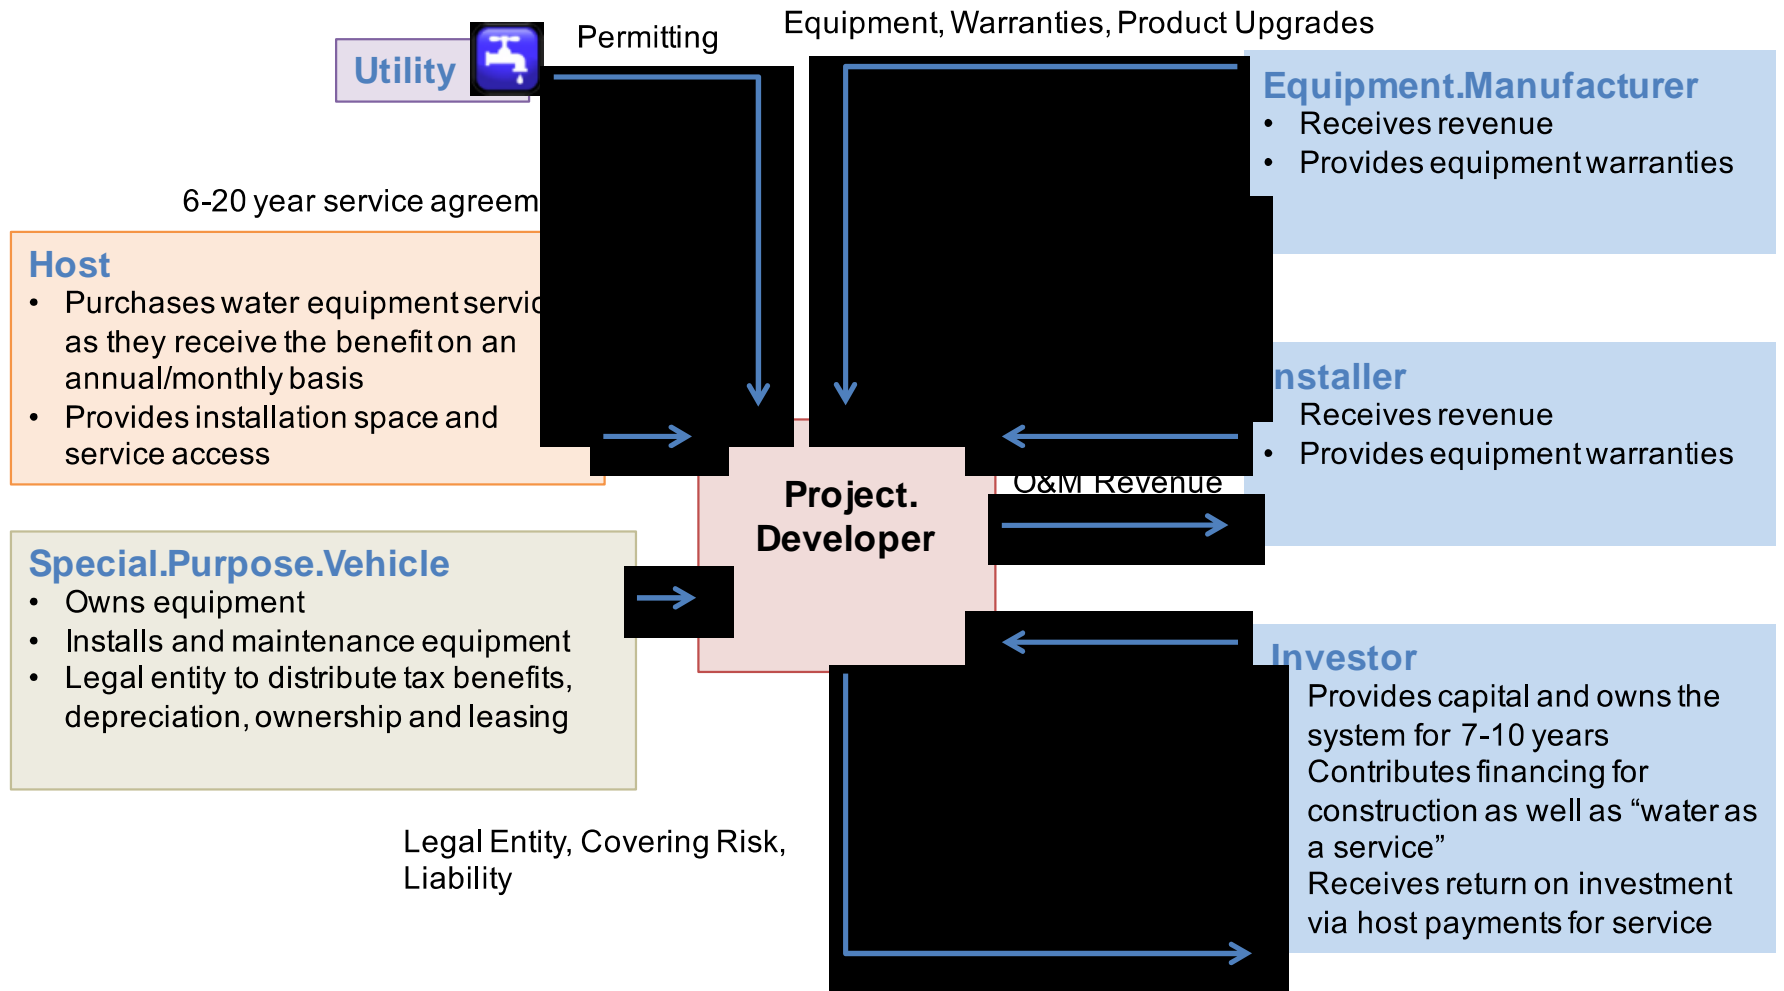 Permitting
Equipment, Warranties, Product Upgrades
Utility
Equipment.Manufacturer
• Receives revenue
• Provides equipment warranties
6-20 year service agreem
Host
• Purchases water equipment servic
as they receive the benefit on an
annual/monthly basis
• Provides installation space and
service access
nstaller
Receives revenue
• Provides equipment warranties
O&M Revenue
Project.
Developer
Special.Purpose.Vehicle
• Owns equipment
• Installs and maintenance equipment
• Legal entity to distribute tax benefits,
depreciation, ownership and leasing
Investor
Provides capital and owns the
system for 7-10 years
Contributes financing for
construction as well as “water as
a service”
Receives return on investment
via host payments for service
Legal Entity, Covering Risk,
Liability